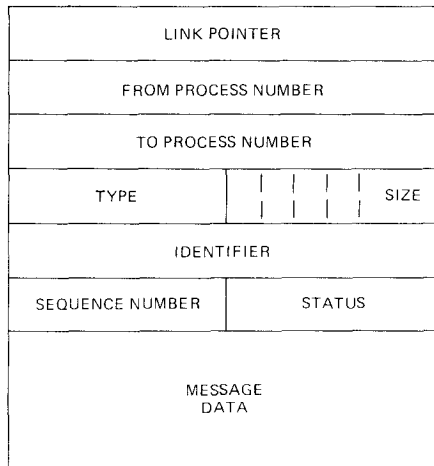 LINK POINTER
FROM PROCESS NUMBER
TO PROCESS NUMBER
TYPE SIZE
IDENTIFIER
SEQUENCE NUMBER STATUS
MESSAGE
DATA